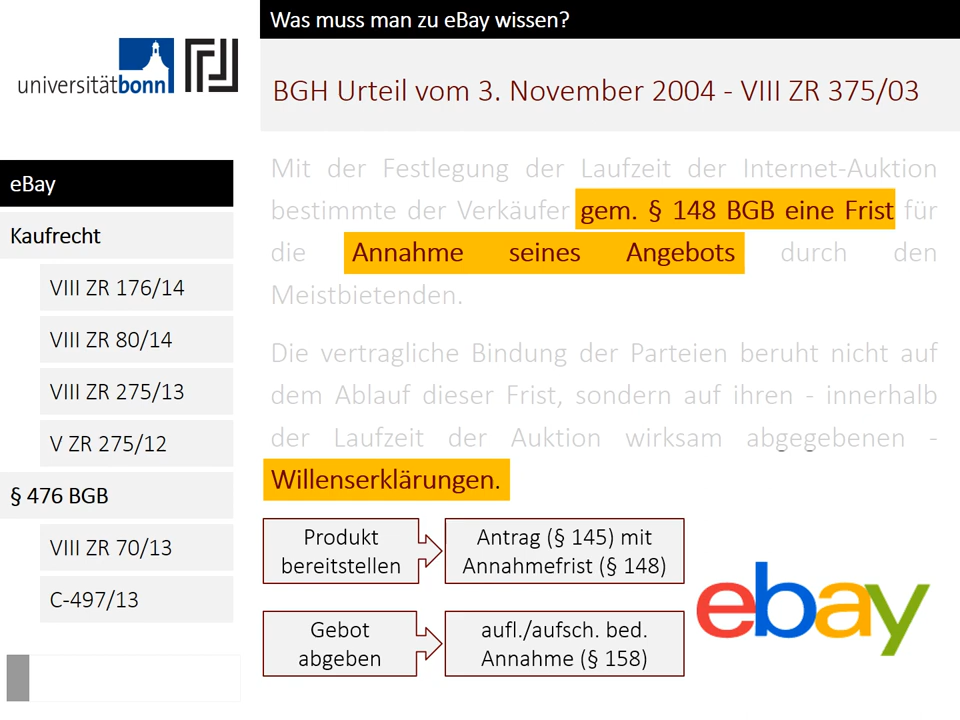 Was muss man zu eBay wissen?
universitätbonn
BGH Urteil vom 3. November 2004 - VIII ZR 375/03
eBay
Kaufrecht
VIII ZR 176/14
VIII ZR 80/14
VIII ZR 275/13
V ZR 275/12
§ 476 BGB
VIII ZR 70/13
C-497/13
Mit der Festlegung der Laufzeit der Internet-Auktion
bestimmte der Verkäufer gem. § 148 BGB eine Frist für
die Annahme seines Angebots durch den
Meistbietenden.
Die vertragliche Bindung der Parteien beruht nicht auf
dem Ablauf dieser Frist, sondern auf ihren - innerhalb
der Laufzeit der Auktion wirksam abgegebenen -
Willenserklärungen.
Produkt
bereitstellen
Antrag (§ 145) mit
Annahmefrist (§ 148)
Gebot
abgeben
aufl./aufsch. bed.
Annahme (§ 158)
ebay